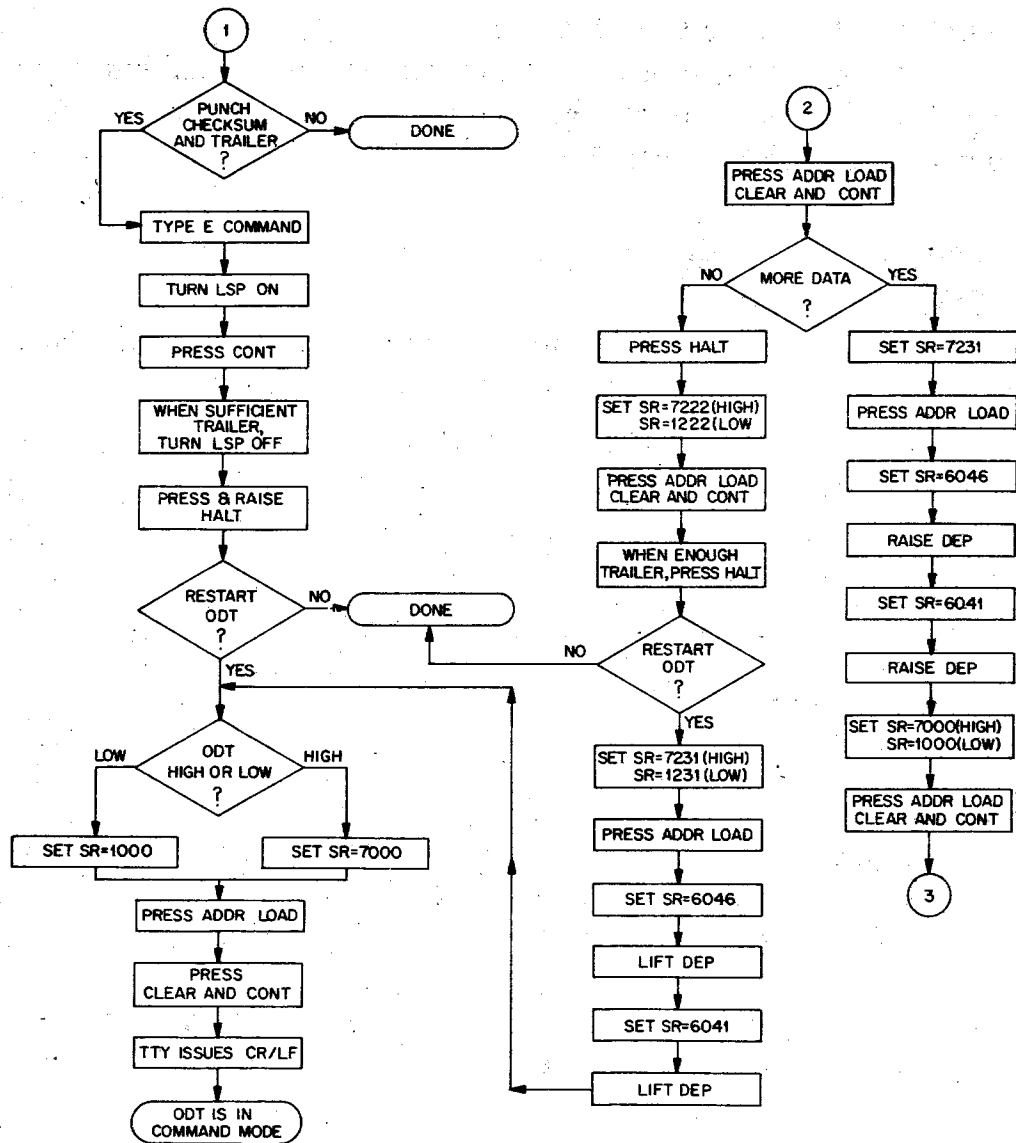 1
YES
PUNCH
CHECKSUM
AND TRAILER
?
NO
DONE
TYPE E COMMAND
TURN LSP ON
PRESS CONT
WHEN SUFFICIENT
TRAILER,
TURN LSP OFF
PRESS & RAISE
HALT
RESTART
ODT
?
NO
DONE
YES
LOW
ODT
HIGH OR LOW
?
HIGH
SET SR=1000
SET SR=7000
PRESS ADDR LOAD
PRESS
CLEAR AND CONT
TTY ISSUES CR/LF
ODT IS IN
COMMAND MODE
2
PRESS ADDR LOAD
CLEAR AND CONT
NO
MORE DATA
?
YES
PRESS HALT
SET SR=7222(HIGH)
SR=1222(LOW
PRESS ADDR LOAD
CLEAR AND CONT
WHEN ENOUGH
TRAILER,PRESS HALT
NO
RESTART
ODT
?
YES
SET SR=7231(HIGH)
SR=1231(LOW)
PRESS ADDR LOAD
SET SR=6046
LIFT DEP
SET SR=6041
LIFT DEP
SET SR=7231
PRESS ADDR LOAD
SET SR=6046
RAISE DEP
SET SR=6041
RAISE DEP
SET SR=7000(HIGH)
SR=1000(LOW)
PRESS ADDR LOAD
CLEAR AND CONT
3